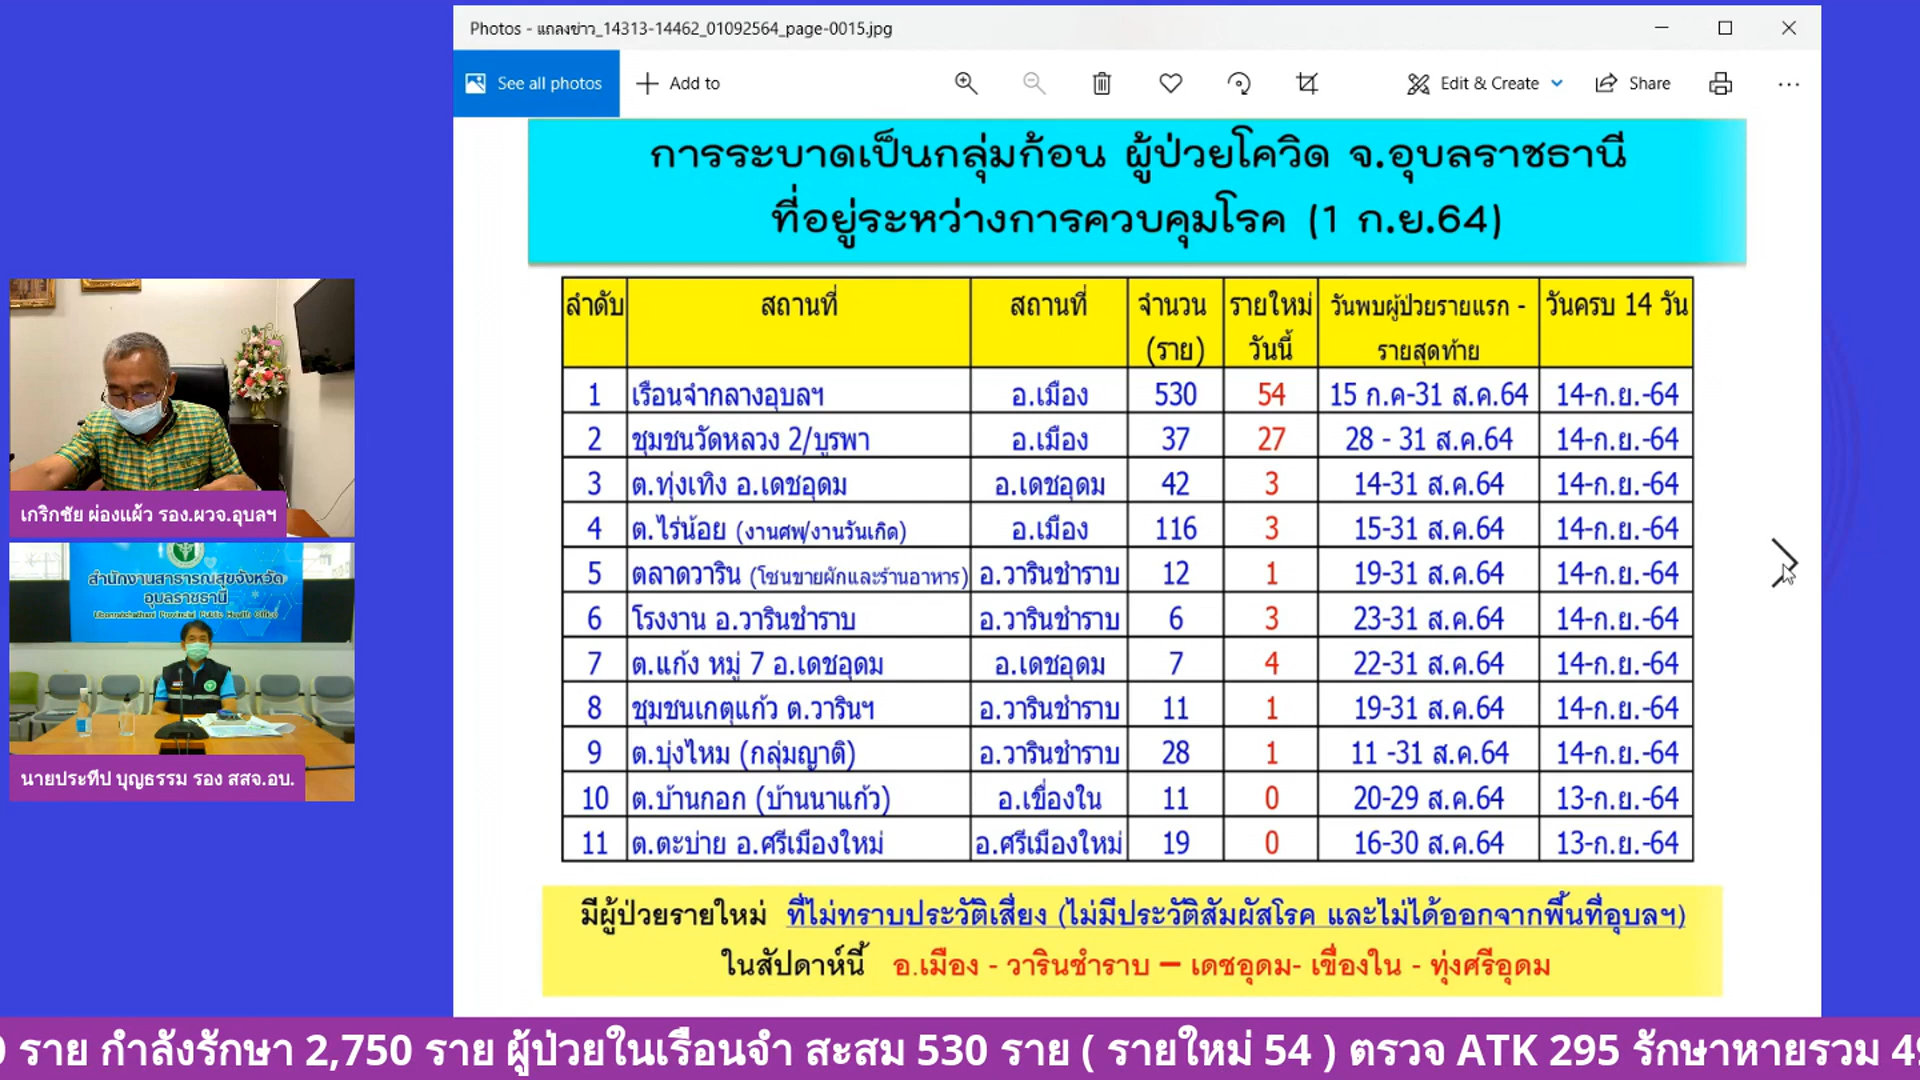 Photos - แถลงข่าว_14313-14462_01092564_page-0015.jpg
See all photos
Add to
Edit & Create
Share
การระบาดเป็นกลุ่มก้อน ผู้ป่วยโควิด จ.อุบลราชธานี
ที่อยู่ระหว่างการควบคุมโรค (1 ก.ย.64)
ลำดับ สถานที่ สถานที่ จำนวน (ราย) รายใหม่ วันนี้ วันพบผู้ป่วยรายแรก - รายสุดท้าย วันครบ 14 วัน
1 เรือนจำกลางอุบลฯ อ.เมือง 530 54 15 ก.ค-31 ส.ค.64 14-ก.ย.-64
2 ชุมชนวัดหลวง 2/บูรพา อ.เมือง 37 27 28 - 31 ส.ค.64 14-ก.ย.-64
3 ต.ทุ่งเทิง อ.เดชอุดม อ.เดชอุดม 42 3 14-31 ส.ค.64 14-ก.ย.-64
4 ต.ไร่น้อย (งานศพ/งานวันเกิด) อ.เมือง 116 3 15-31 ส.ค.64 14-ก.ย.-64
5 ตลาดวาริน (โซนขายผักและร้านอาหาร) อ.วารินชำราบ 12 1 19-31 ส.ค.64 14-ก.ย.-64
6 โรงงาน อ.วารินชำราบ อ.วารินชำราบ 6 3 23-31 ส.ค.64 14-ก.ย.-64
7 ต.แก้ง หมู่ 7 อ.เดชอุดม อ.เดชอุดม 7 4 22-31 ส.ค.64 14-ก.ย.-64
8 ชุมชนเกตุแก้ว ต.วารินฯ อ.วารินชำราบ 11 1 19-31 ส.ค.64 14-ก.ย.-64
9 ต.บุ่งไหม (กลุ่มญาติ) อ.วารินชำราบ 28 1 11 -31 ส.ค.64 14-ก.ย.-64
10 ต.บ้านกอก (บ้านนาแก้ว) อ.เขื่องใน 11 0 20-29 ส.ค.64 13-ก.ย.-64
11 ต.ตะบ่าย อ.ศรีเมืองใหม่ อ.ศรีเมืองใหม่ 19 0 16-30 ส.ค.64 13-ก.ย.-64
มีผู้ป่วยรายใหม่ ที่ไม่ทราบประวัติเสี่ยง (ไม่มีประวัติสัมผัสโรค และไม่ได้ออกจากพื้นที่อุบลฯ)
ในสัปดาห์นี้ อ.เมือง - วารินชำราบ – เดชอุดม- เขื่องใน - ทุ่งศรีอุดม
เกริกชัย ผ่องแผ้ว รอง.ผวจ.อุบลฯ
สำนักงานสาธารณสุขจังหวัด
อุบลราชธานี
Ubonratchathani Provincial Public Health Office
นายประทีป บุญธรรม รอง สสจ.อบ.
0 ราย กำลังรักษา 2,750 ราย ผู้ป่วยในเรือนจำ สะสม 530 ราย ( รายใหม่ 54 ) ตรวจ ATK 295 รักษาหายรวม 49